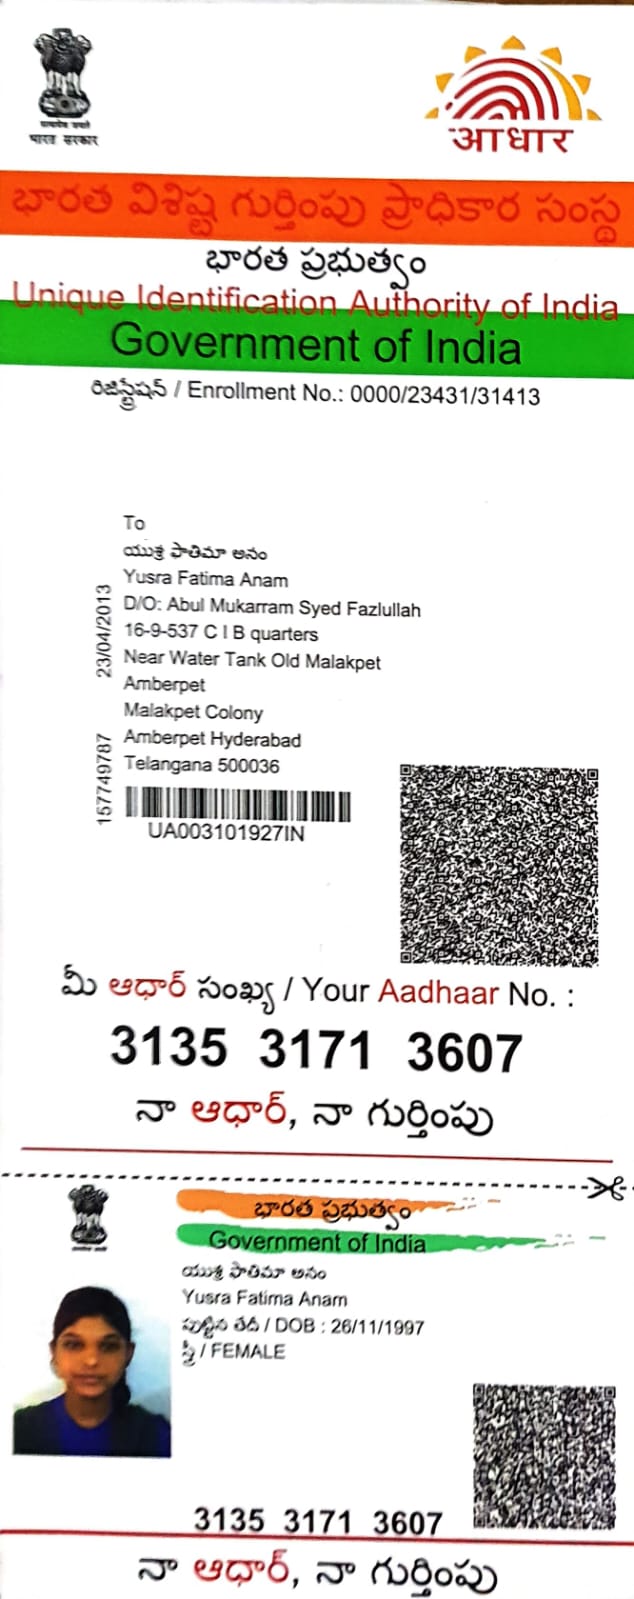 भारत सरकार
आधार
భారత విశిష్ట గుర్తింపు ప్రాధికార సంస్థ
భారత ప్రభుత్వం
Unique Identification Authority of India
Government of India
రిజిస్ట్రేషన్ / Enrollment No.: 0000/23431/31413
To
యుశ్ర ఫాతిమా అనం
Yusra Fatima Anam
D/O: Abul Mukarram Syed Fazlullah
16-9-537 C I B quarters
Near Water Tank Old Malakpet
Amberpet
Malakpet Colony
Amberpet Hyderabad
Telangana 500036
23/04/2013
157749787
UA003101927IN
మీ ఆధార్ సంఖ్య / Your Aadhaar No. :
3135 3171 3607
నా ఆధార్, నా గుర్తింపు
భారత ప్రభుత్వం
Government of India
యుశ్ర ఫాతిమా అనం
Yusra Fatima Anam
పుట్టిన తేదీ / DOB : 26/11/1997
స్త్రీ / FEMALE
3135 3171 3607
నా ఆధార్, నా గుర్తింపు